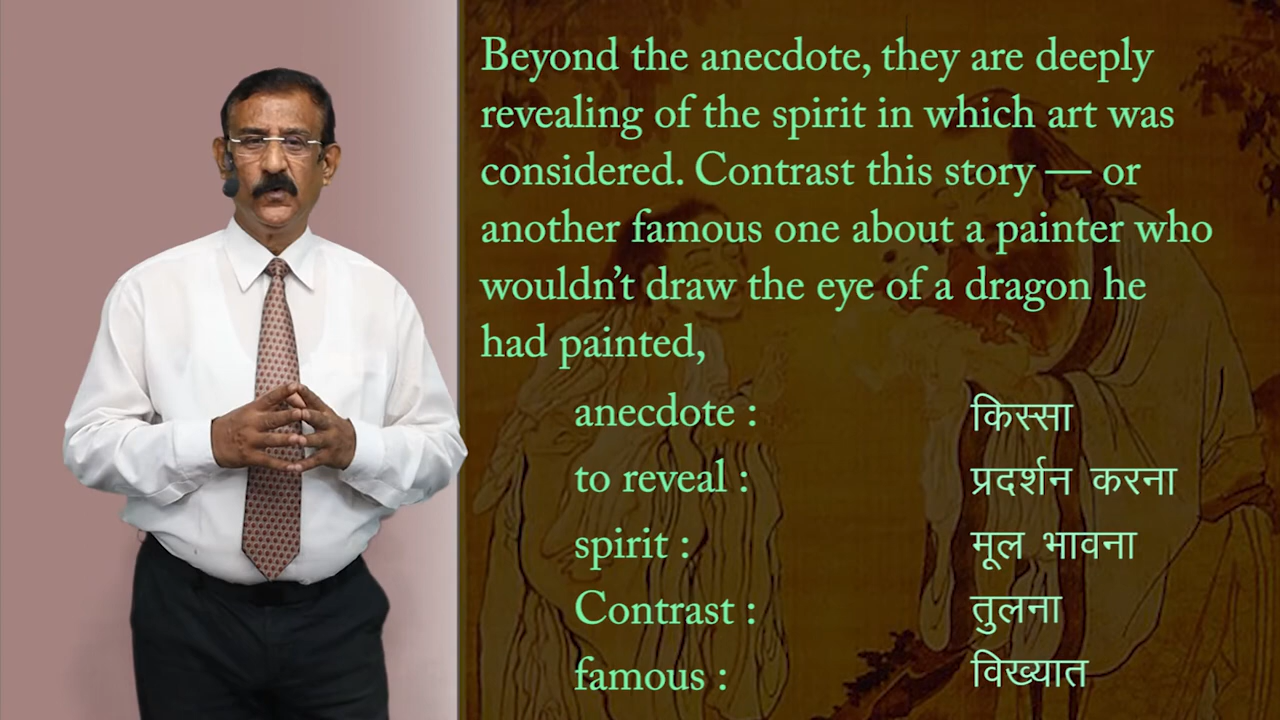 Beyond the anecdote, they are deeply
revealing of the spirit in which art was
considered. Contrast this story — or
another famous one about a painter who
wouldn’t draw the eye of a dragon he
had painted,
anecdote : किस्सा
to reveal : प्रदर्शन करना
spirit : मूल भावना
Contrast : तुलना
famous : विख्यात